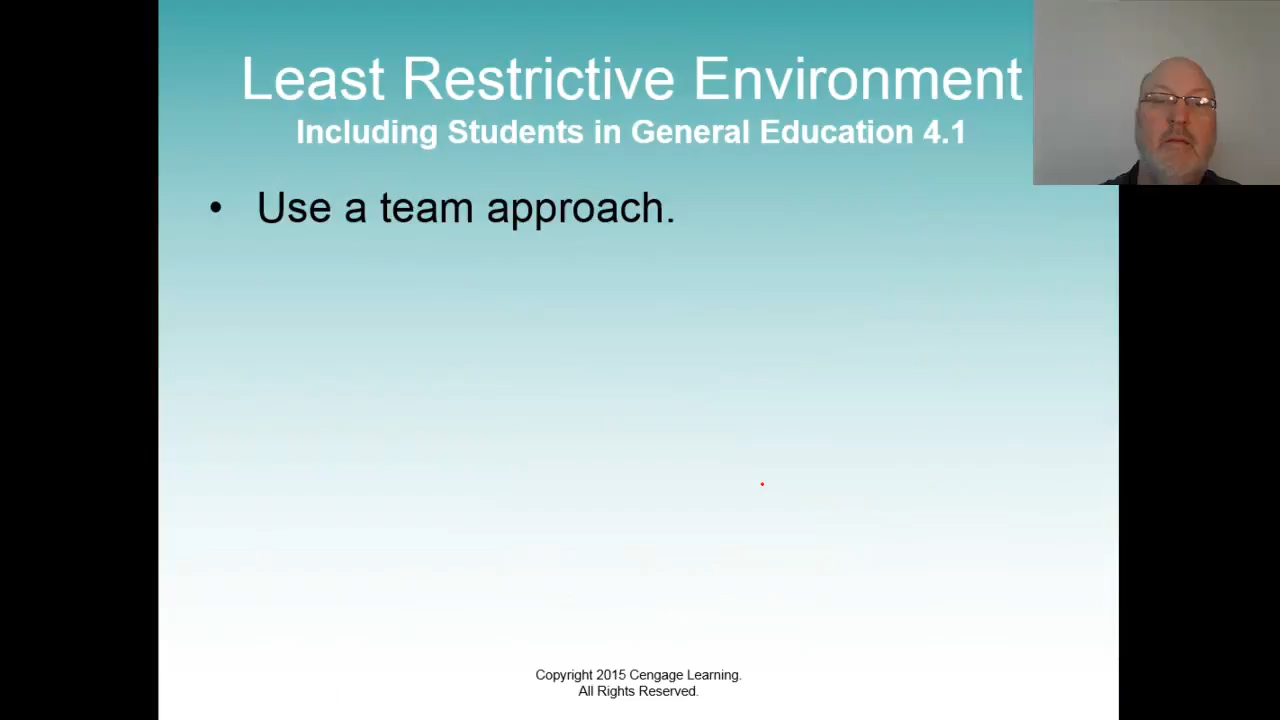 Least Restrictive Environment
Including Students in General Education 4.1
• Use a team approach.
Copyright 2015 Cengage Learning.
All Rights Reserved.